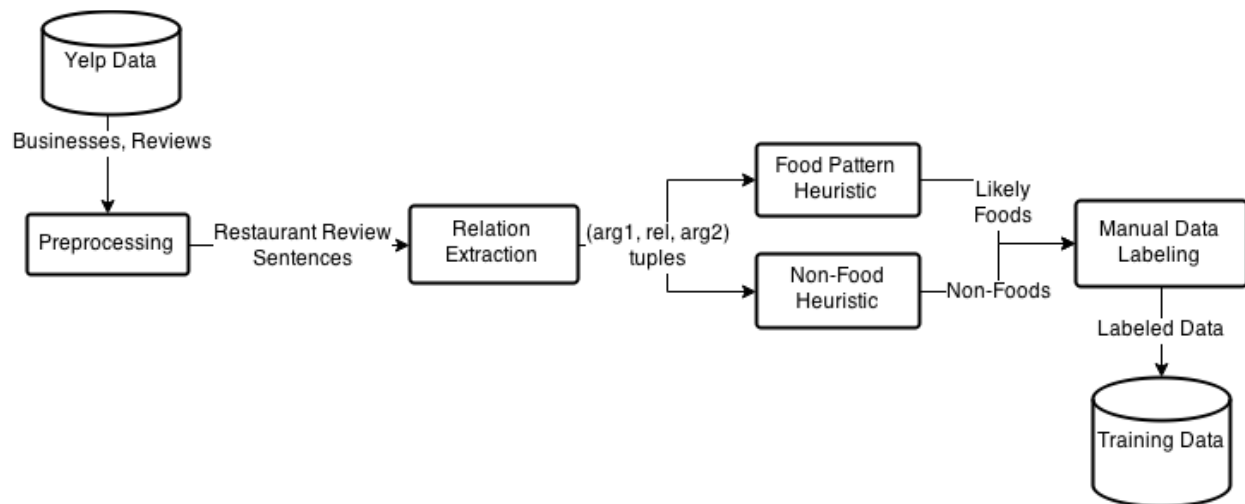 Yelp Data
Businesses, Reviews
Preprocessing
Restaurant Review
Sentences
Relation
Extraction
(arg1, rel, arg2)
tuples
Food Pattern
Heuristic
Likely
Foods
Non-Food
Heuristic
Non-Foods
Manual Data
Labeling
Labeled Data
Training Data